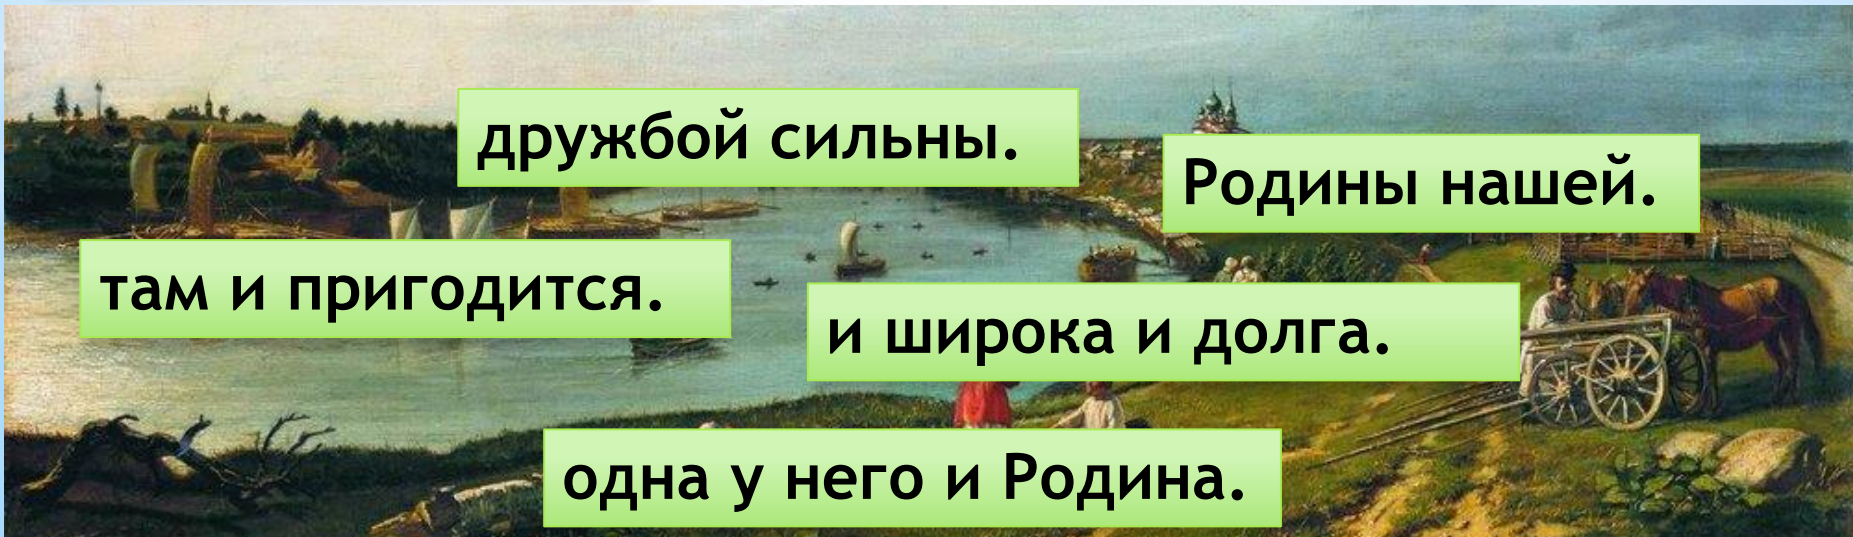 дружбой сильны.
Родины нашей.
там и пригодится.
и широка и долга.
одна у него и Родина.